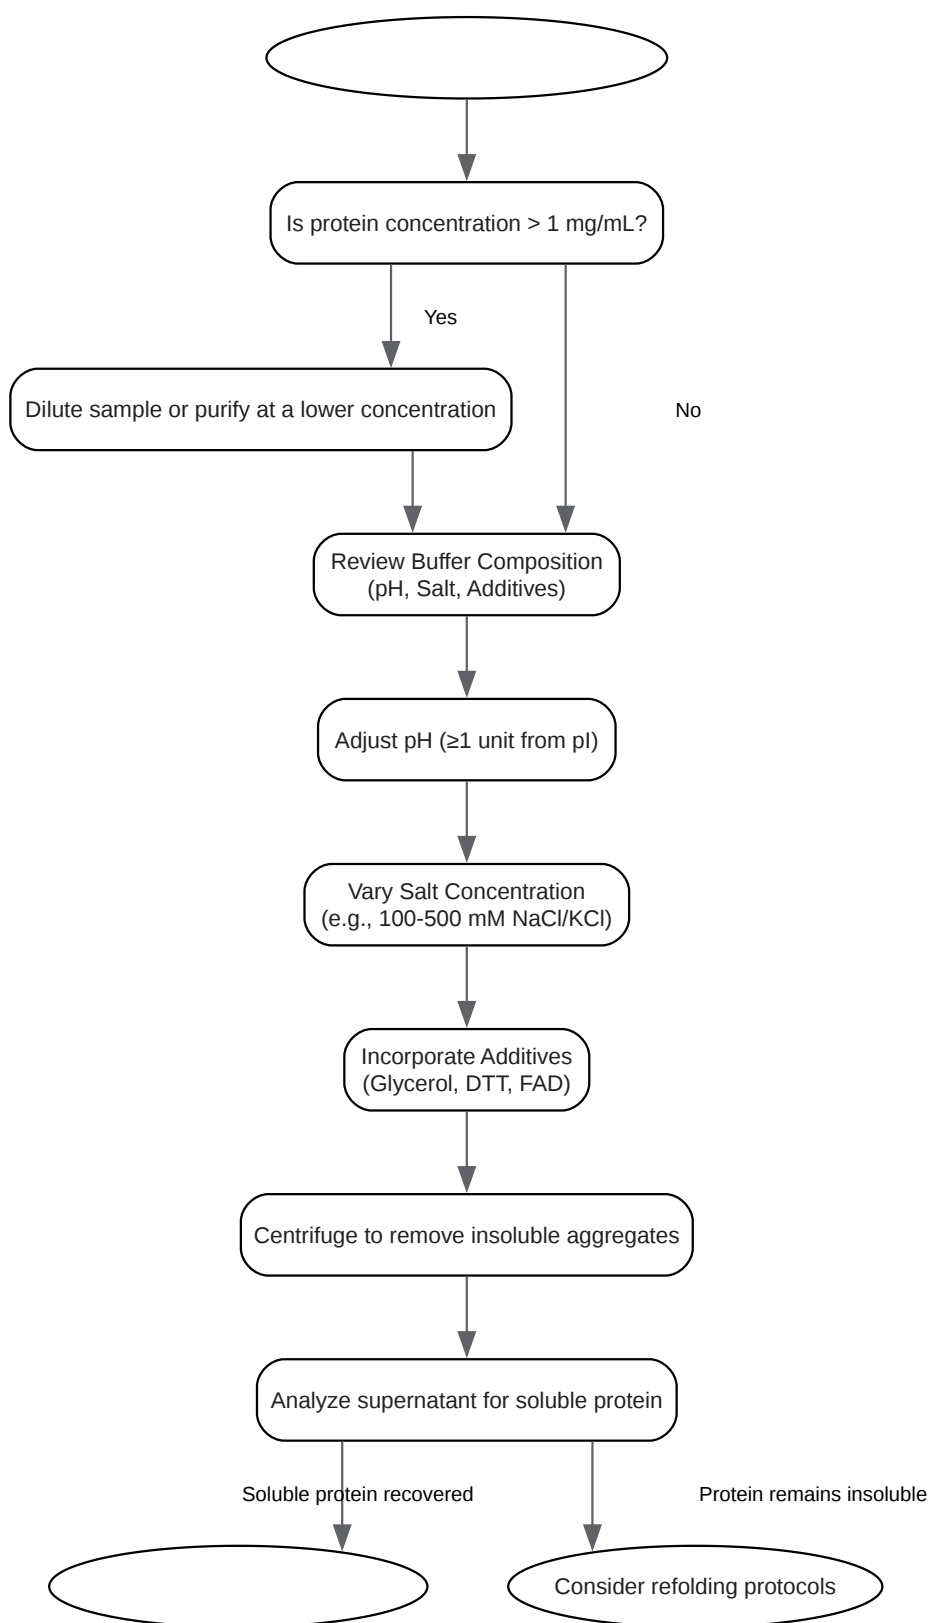 Is protein concentration > 1 mg/mL?
Yes
Dilute sample or purify at a lower concentration
No
Review Buffer Composition
(pH, Salt, Additives)
Adjust pH (≥1 unit from pI)
Vary Salt Concentration
(e.g., 100-500 mM NaCl/KCl)
Incorporate Additives
(Glycerol, DTT, FAD)
Centrifuge to remove insoluble aggregates
Analyze supernatant for soluble protein
Soluble protein recovered
Protein remains insoluble
Consider refolding protocols